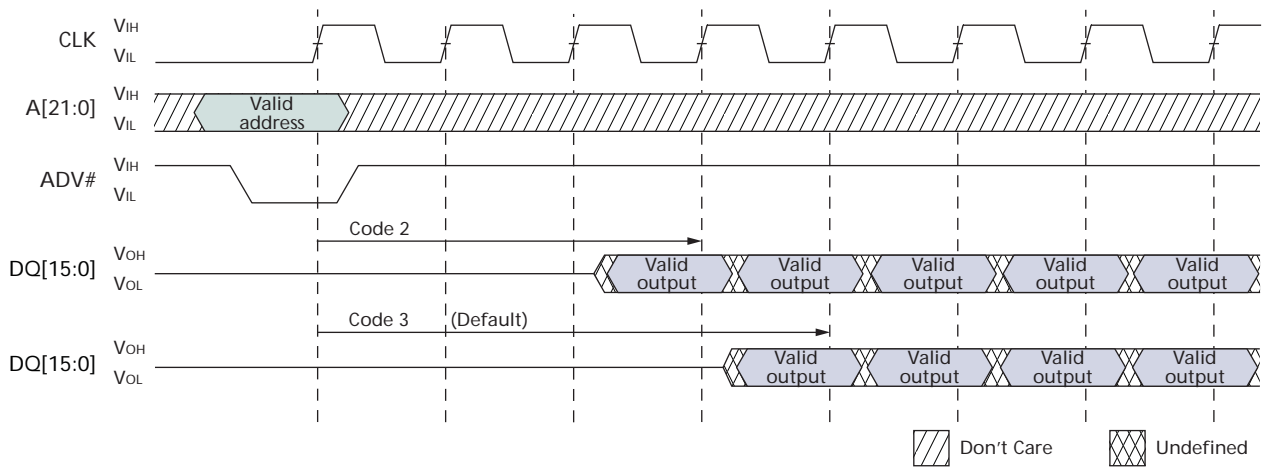 CLK
VIH
VIL
A[21:0]
VIH
VIL
Valid
address
ADV#
VIH
VIL
Code 2
DQ[15:0]
VOH
VOL
Valid
output
Valid
output
Valid
output
Valid
output
Valid
output
Code 3 (Default)
DQ[15:0]
VOH
VOL
Valid
output
Valid
output
Valid
output
Valid
output
Don't Care
Undefined